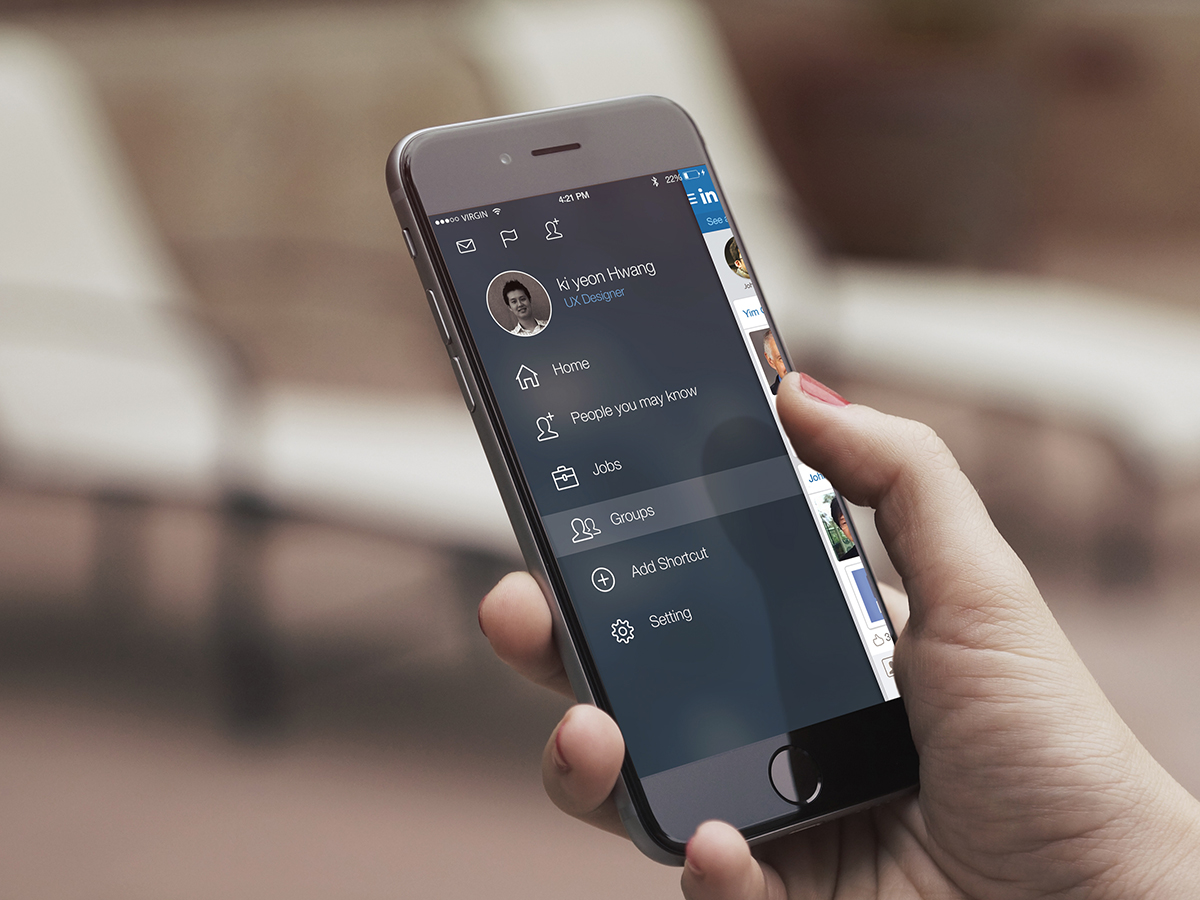 VIRGIN
4:21 PM
22%
in
See a
ki yeon Hwang
UX Designer
Joh
Yim
Home
People you may know
Jobs
Joh
Groups
Add Shortcut
Setting
3